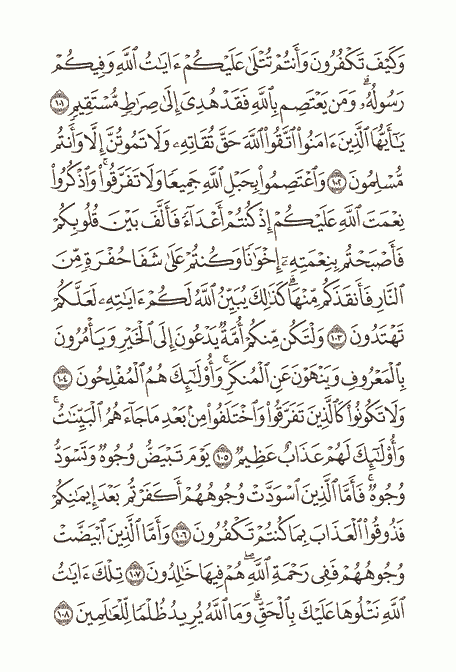 وَكَيْفَ تَكْفُرُونَ وَأَنتُمْ تُتْلَىٰ عَلَيْكُمْ ءَايَٰتُ ٱللَّهِ وَفِيكُمْ
رَسُولُهُۥ ۗ وَمَن يَعْتَصِم بِٱللَّهِ فَقَدْ هُدِىَ إِلَىٰ صِرَٰطٍ مُّسْتَقِيمٍ ١٠١
يَٰٓأَيُّهَا ٱلَّذِينَ ءَامَنُوا۟ ٱتَّقُوا۟ ٱللَّهَ حَقَّ تُقَاتِهِۦ وَلَا تَمُوتُنَّ إِلَّا وَأَنتُم
مُّسْلِمُونَ ١٠٢ وَٱعْتَصِمُوا۟ بِحَبْلِ ٱللَّهِ جَمِيعًا وَلَا تَفَرَّقُوا۟ ۚ وَٱذْكُرُوا۟
نِعْمَتَ ٱللَّهِ عَلَيْكُمْ إِذْ كُنتُمْ أَعْدَآءً فَأَلَّفَ بَيْنَ قُلُوبِكُمْ
فَأَصْبَحْتُم بِنِعْمَتِهِۦٓ إِخْوَٰنًا وَكُنتُمْ عَلَىٰ شَفَا حُفْرَةٍ مِّنَ
ٱلنَّارِ فَأَنقَذَكُم مِّنْهَا ۗ كَذَٰلِكَ يُبَيِّنُ ٱللَّهُ لَكُمْ ءَايَٰتِهِۦ لَعَلَّكُمْ
تَهْتَدُونَ ١٠٣ وَلْتَكُن مِّنكُمْ أُمَّةٌ يَدْعُونَ إِلَى ٱلْخَيْرِ وَيَأْمُرُونَ
بِٱلْمَعْرُوفِ وَيَنْهَوْنَ عَنِ ٱلْمُنكَرِ ۚ وَأُو۟لَٰٓئِكَ هُمُ ٱلْمُفْلِحُونَ ١٠٤
وَلَا تَكُونُوا۟ كَٱلَّذِينَ تَفَرَّقُوا۟ وَٱخْتَلَفُوا۟ مِنۢ بَعْدِ مَا جَآءَهُمُ ٱلْبَيِّنَٰتُ ۚ
وَأُو۟لَٰٓئِكَ لَهُمْ عَذَابٌ عَظِيمٌ ١٠٥ يَوْمَ تَبْيَضُّ وُجُوهٌ وَتَسْوَدُّ
وُجُوهٌ ۚ فَأَمَّا ٱلَّذِينَ ٱسْوَدَّتْ وُجُوهُهُمْ أَكَفَرْتُم بَعْدَ إِيمَٰنِكُمْ
فَذُوقُوا۟ ٱلْعَذَابَ بِمَا كُنتُمْ تَكْفُرُونَ ١٠٦ وَأَمَّا ٱلَّذِينَ ٱبْيَضَّتْ
وُجُوهُهُمْ فَفِى رَحْمَةِ ٱللَّهِ ۖ هُمْ فِيهَا خَٰلِدُونَ ١٠٧ تِلْكَ ءَايَٰتُ
ٱللَّهِ نَتْلُوهَا عَلَيْكَ بِٱلْحَقِّ ۗ وَمَا ٱللَّهُ يُرِيدُ ظُلْمًا لِّلْعَٰلَمِينَ ١٠٨